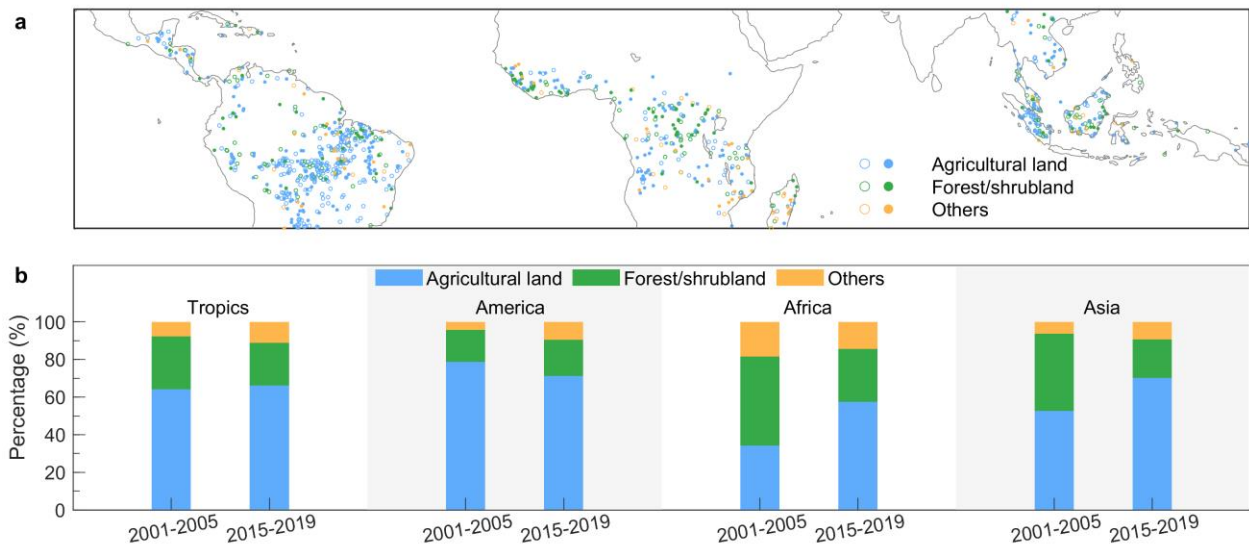 a
Agricultural land
Forest/shrubland
Others
b
Agricultural land Forest/shrubland Others
Tropics America Africa Asia
Percentage (%)
100
80
60
40
20
0
2001-2005 2015-2019 2001-2005 2015-2019 2001-2005 2015-2019 2001-2005 2015-2019